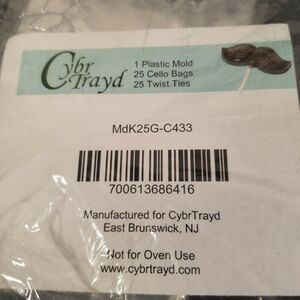 Cybr
Trayd
1 Plastic Mold
25 Cello Bags
25 Twist Ties
MdK25G-C433
700613686416
Manufactured for CybrTrayd
East Brunswick, NJ
Not for Oven Use
www.cybrtrayd.com